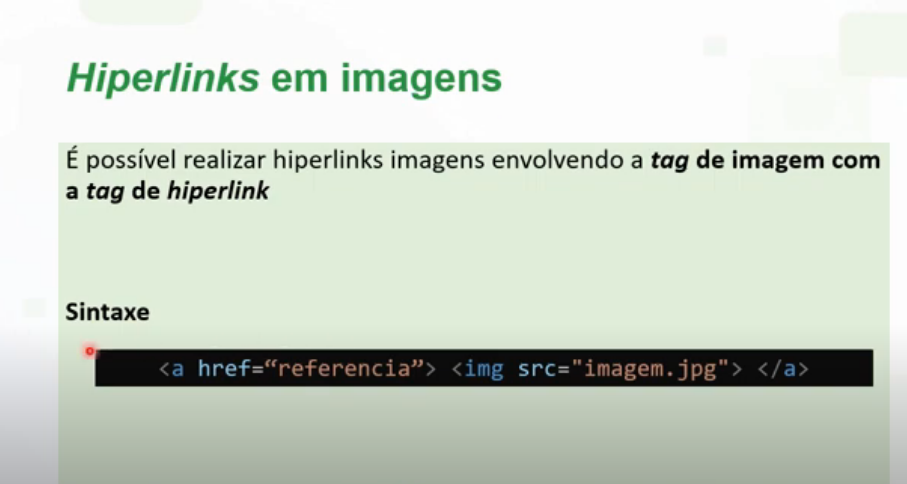 Hiperlinks em imagens
É possível realizar hiperlinks imagens envolvendo a tag de imagem com
a tag de hiperlink
Sintaxe
<a href=“referencia”> <img src="imagem.jpg"> </a>